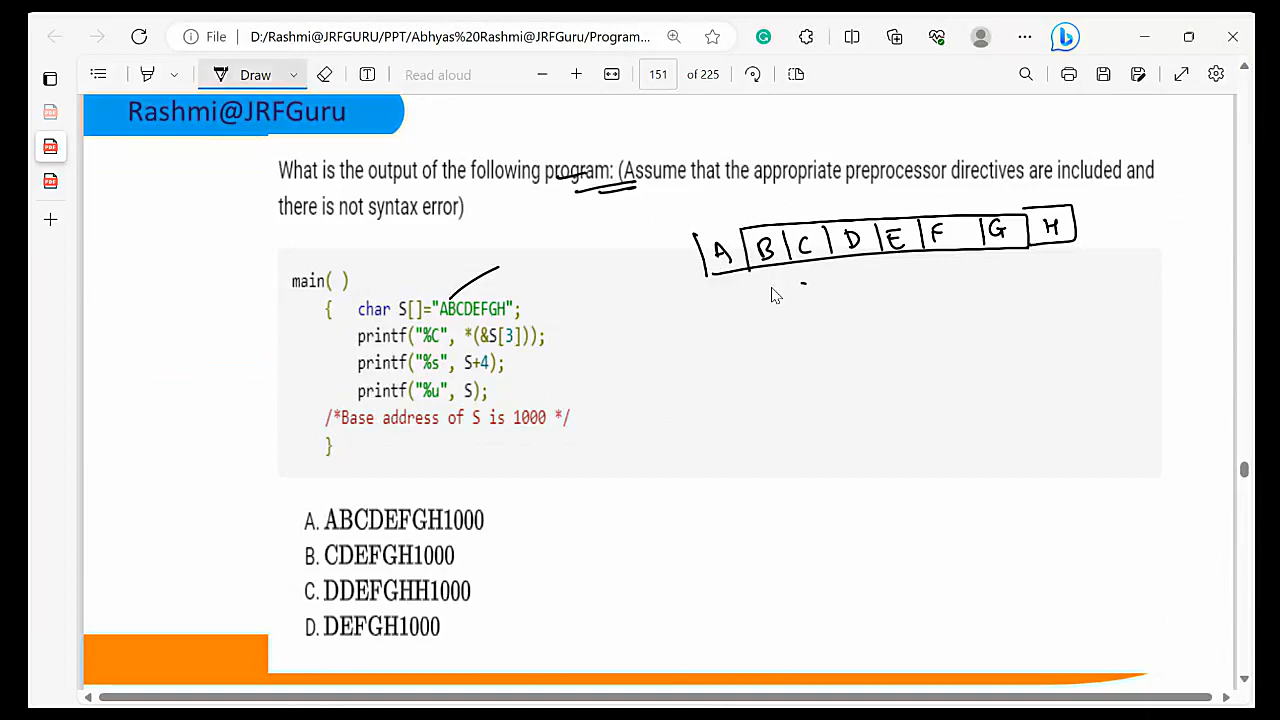 File D:/Rashmi@JRFGURU/PPT/Abhyas%20Rashmi@JRFGuru/Program...
Draw Read aloud 151 of 225
Rashmi@JRFGuru
What is the output of the following program: (Assume that the appropriate preprocessor directives are included and
there is not syntax error)
A B C D E F G H
main( )
{ char S[]="ABCDEFGH";
printf("%C", *(&S[3]));
printf("%s", S+4);
printf("%u", S);
/*Base address of S is 1000 */
}
A. ABCDEFGH1000
B. CDEFGH1000
C. DDEFGHH1000
D. DEFGH1000